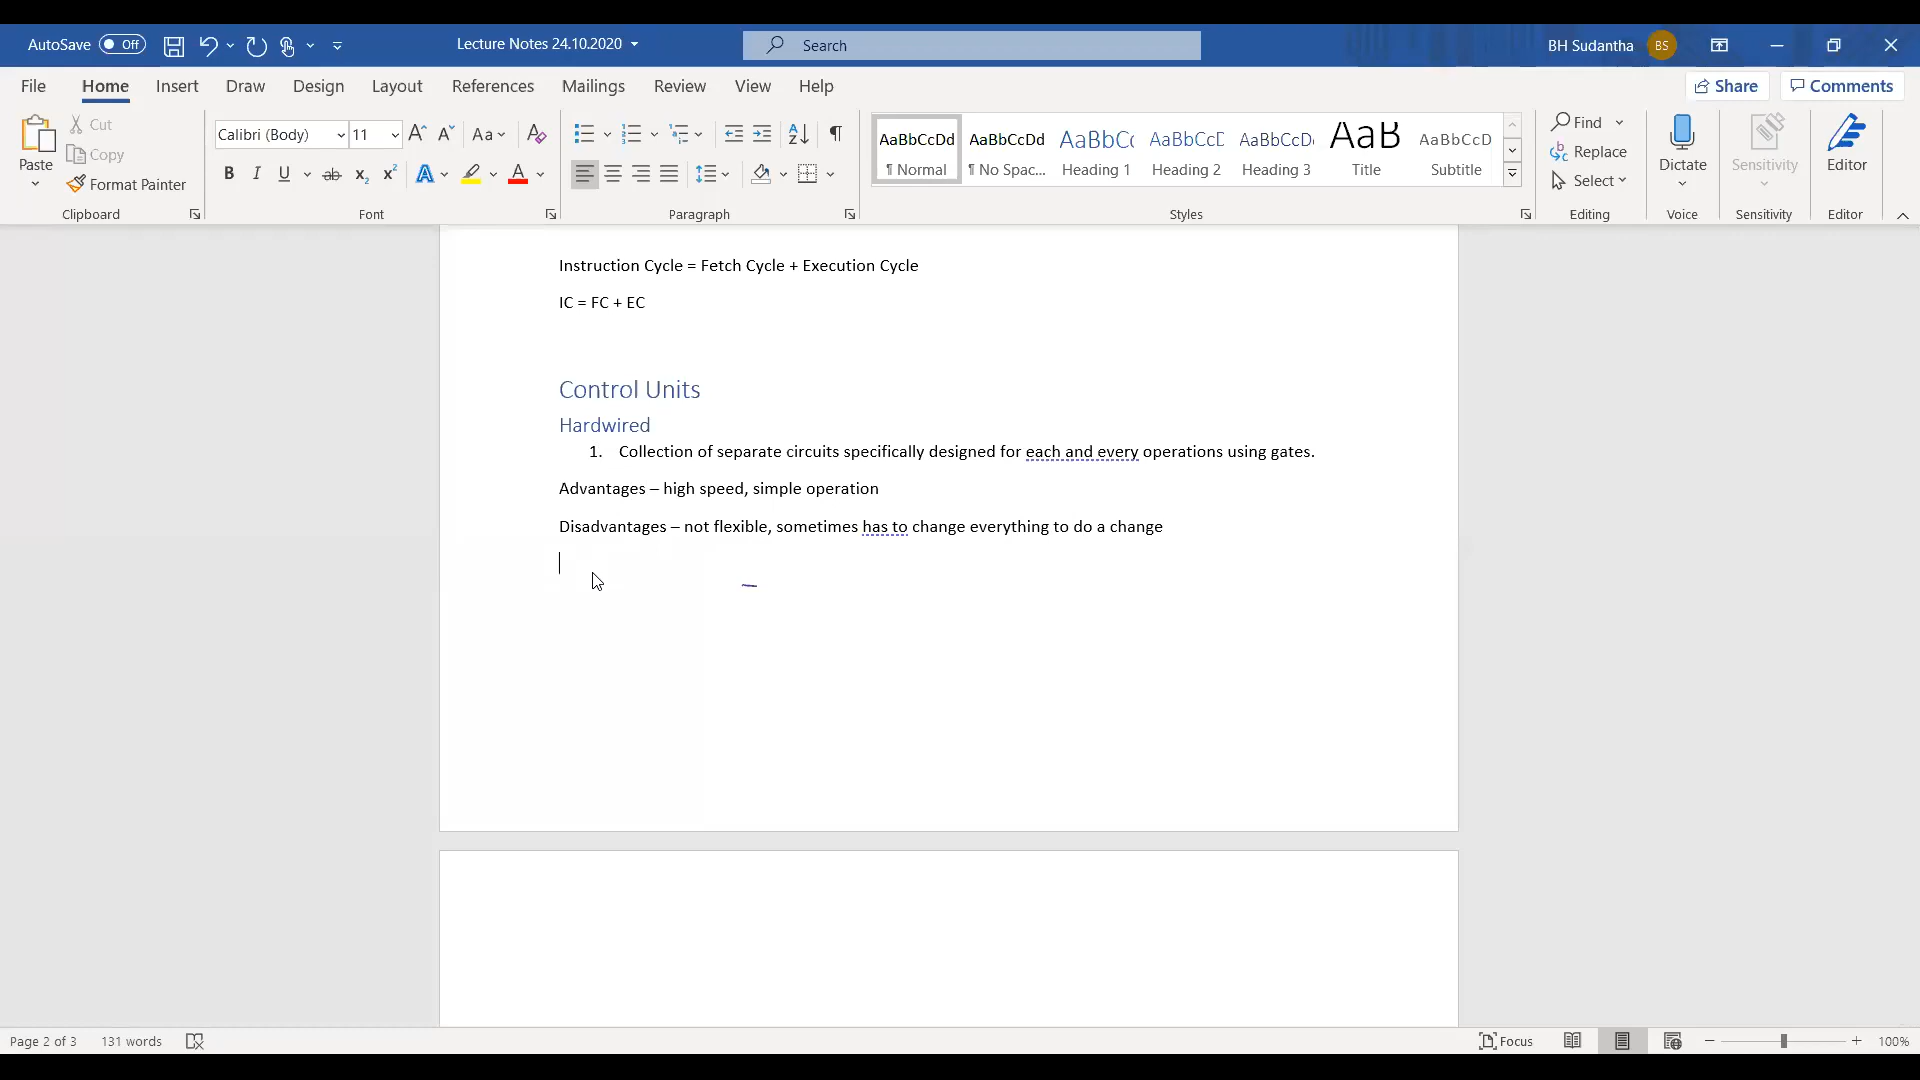 AutoSave Off Lecture Notes 24.10.2020 Search BH Sudantha BS
File Home Insert Draw Design Layout References Mailings Review View Help Share Comments
Paste Cut Copy Format Painter Clipboard
Calibri (Body) 11 Aa Font
Paragraph
AaBbCcDd ¶ Normal
AaBbCcDd ¶ No Spac...
AaBbC( Heading 1
AaBbCcD Heading 2
AaBbCcD Heading 3
AaB Title
AaBbCcD Subtitle
Styles
Find Replace Select Editing
Dictate Voice
Sensitivity Sensitivity
Editor Editor
Instruction Cycle = Fetch Cycle + Execution Cycle
IC = FC + EC
Control Units
Hardwired
1. Collection of separate circuits specifically designed for each and every operations using gates.
Advantages – high speed, simple operation
Disadvantages – not flexible, sometimes has to change everything to do a change
Page 2 of 3 131 words Focus 100%